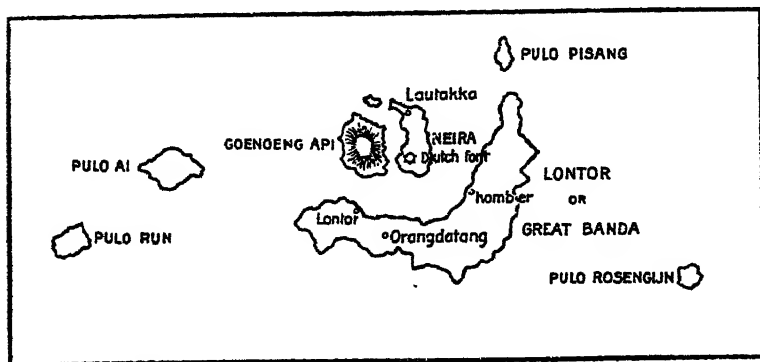 PULO PISANG
Lautakka
GOENOENG API
NEIRA
Dutch fort
PULO AI
LONTOR
OR
GREAT BANDA
Komber
Lontor
Orangdatang
PULO RUN
PULO ROSENGIJN